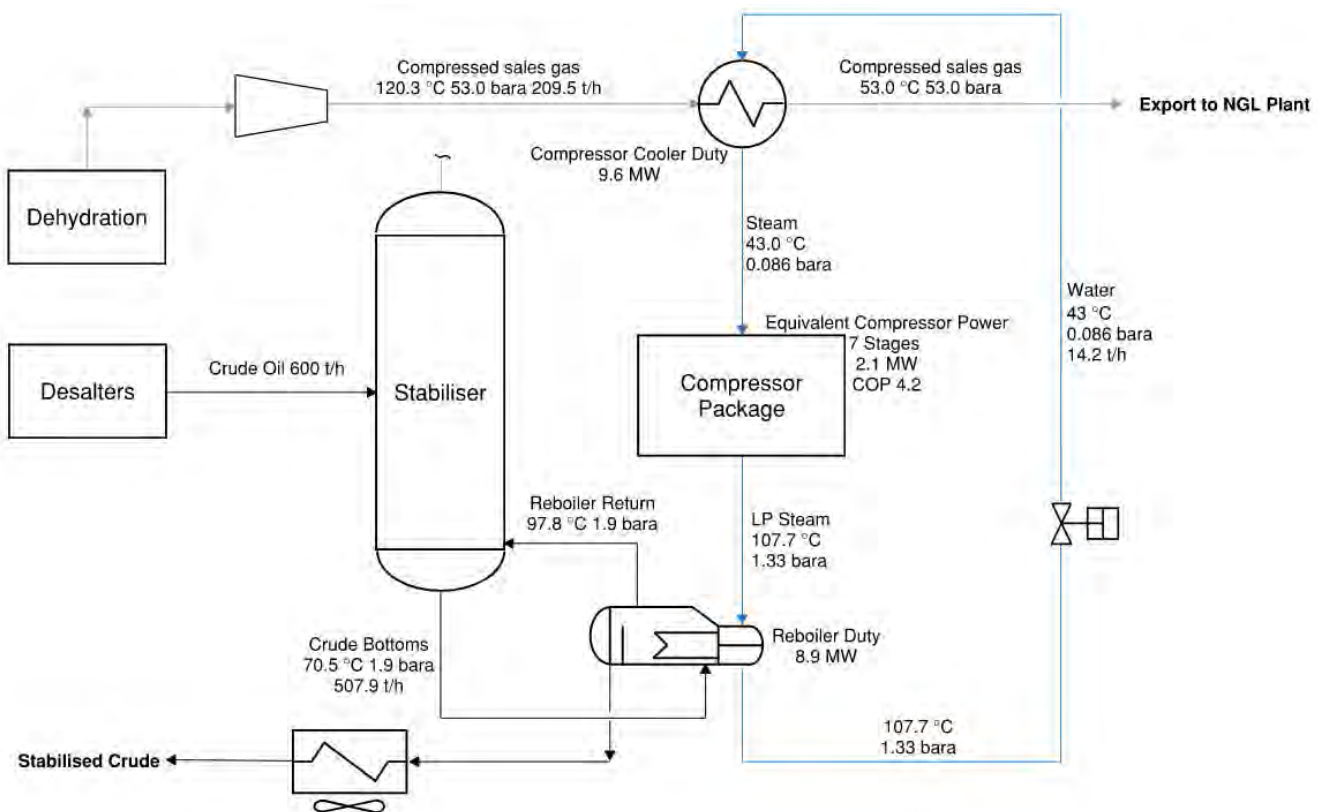 Compressed sales gas
120.3 °C 53.0 bara 209.5 t/h
Compressed sales gas
53.0 °C 53.0 bara
Export to NGL Plant
Compressor Cooler Duty
9.6 MW
Dehydration
Steam
43.0 °C
0.086 bara
Water
43 °C
0.086 bara
14.2 t/h
Equivalent Compressor Power
7 Stages
2.1 MW
COP 4.2
Desalters
Crude Oil 600 t/h
Stabiliser
Compressor
Package
Reboiler Return
97.8 °C 1.9 bara
LP Steam
107.7 °C
1.33 bara
Reboiler Duty
8.9 MW
Crude Bottoms
70.5 °C 1.9 bara
507.9 t/h
107.7 °C
1.33 bara
Stabilised Crude